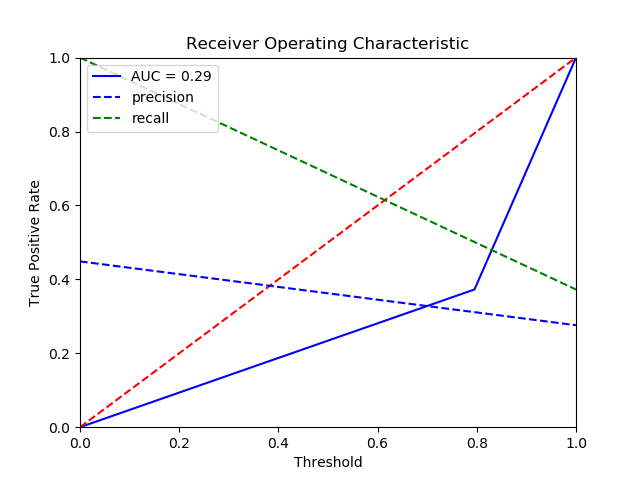 Receiver Operating Characteristic
AUC = 0.29
precision
recall
True Positive Rate
1.0
0.8
0.6
0.4
0.2
0.0
0.0 0.2 0.4 0.6 0.8 1.0
Threshold